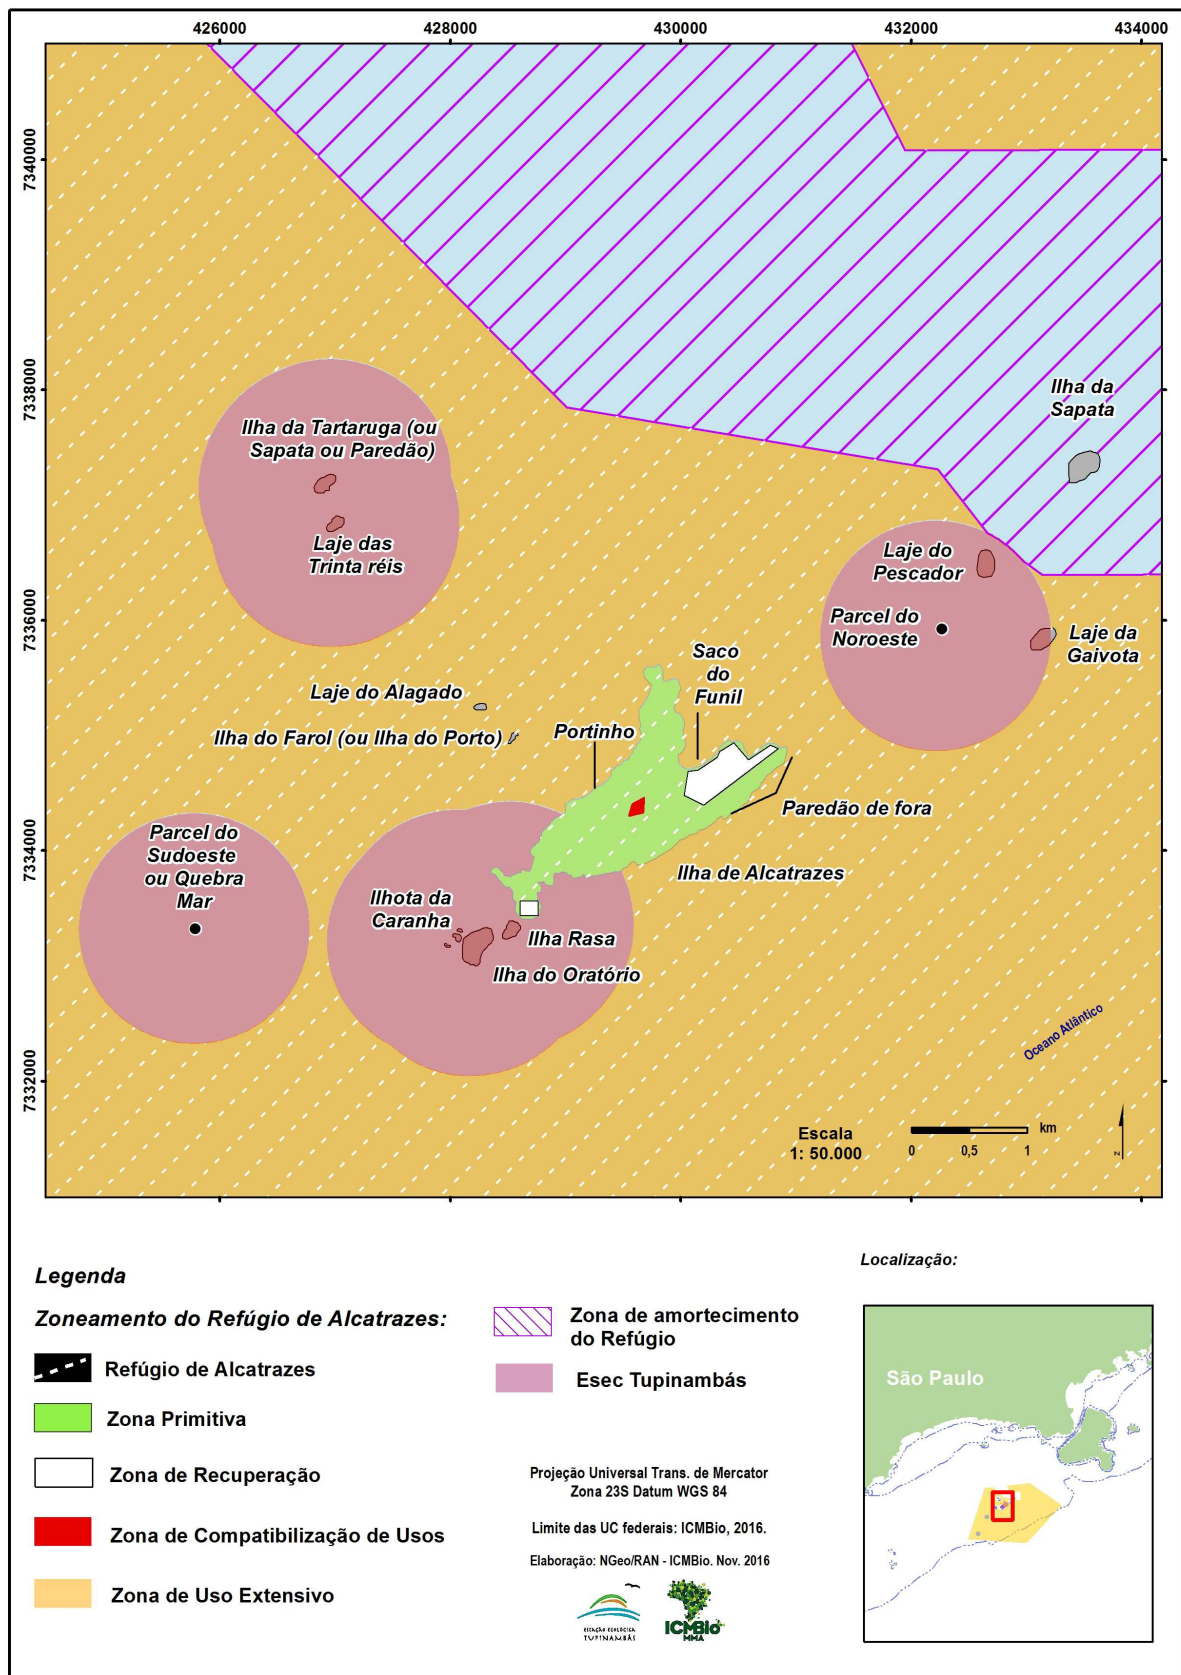 426000
428000
430000
432000
434000
7340000
7338000
7336000
7334000
7332000
Ilha da
Sapata
Ilha da Tartaruga (ou
Sapata ou Paredão)
Laje das
Trinta réis
Laje do
Pescador
Parcel do
Noroeste
Laje da
Gaivota
Saco
do
Funil
Laje do Alagado
Ilha do Farol (ou Ilha do Porto)
Portinho
Paredão de fora
Parcel do
Sudoeste
ou Quebra
Mar
Ilha de Alcatrazes
Ilhota da
Caranha
Ilha Rasa
Ilha do Oratório
Oceano Atlântico
Escala
1: 50.000
km
0
0,5
1
z
Legenda
Zoneamento do Refúgio de Alcatrazes:
Refúgio de Alcatrazes
Zona Primitiva
Zona de Recuperação
Zona de Compatibilização de Usos
Zona de Uso Extensivo
Zona de amortecimento
do Refúgio
Esec Tupinambás
Projeção Universal Trans. de Mercator
Zona 23S Datum WGS 84
Limite das UC federais: ICMBio, 2016.
Elaboração: NGeo/RAN - ICMBio. Nov. 2016
ESTAÇÃO ECOLÓGICA
TUPINAMBÁS
ICMBio
MMA
Localização:
São Paulo